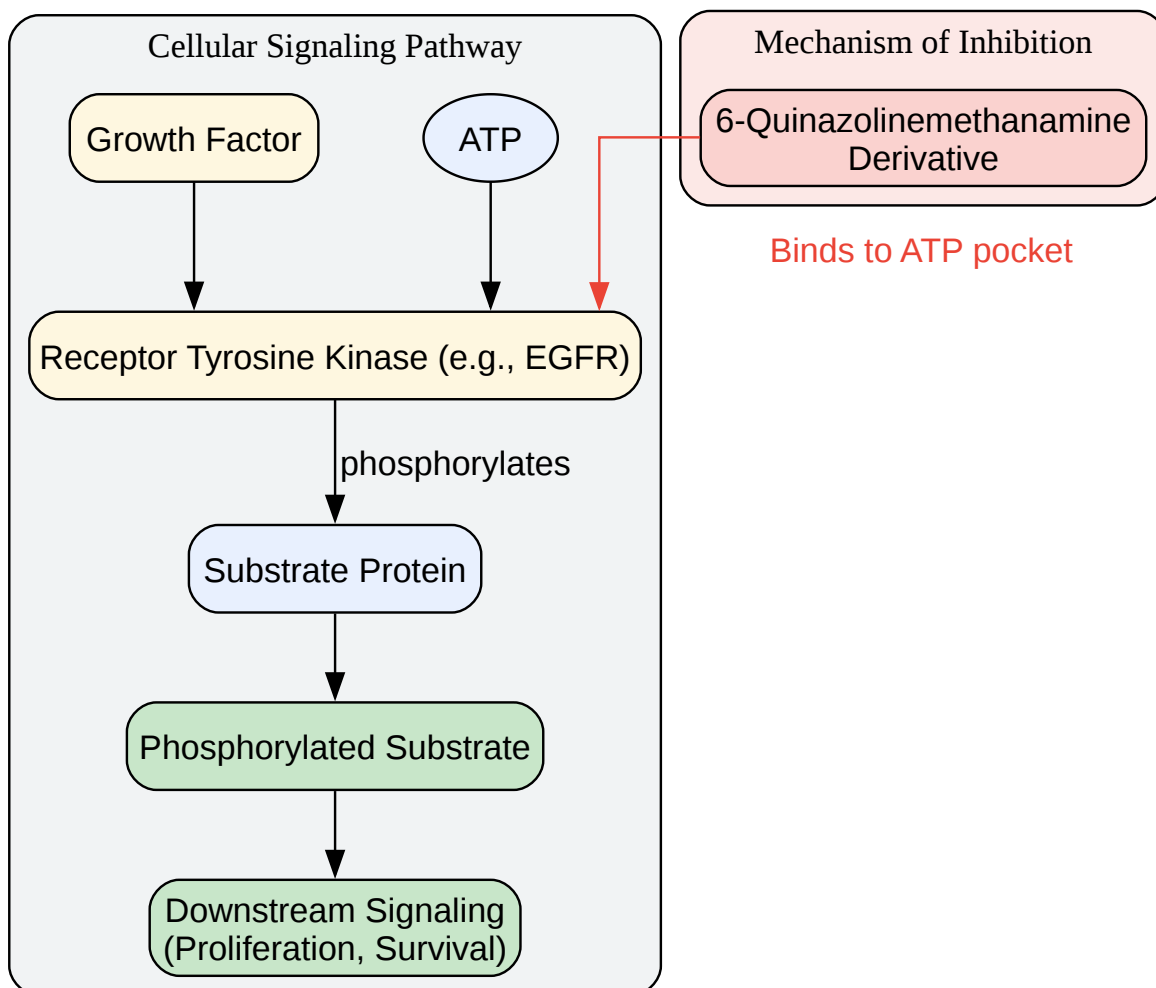 Cellular Signaling Pathway
Mechanism of Inhibition
Growth Factor
ATP
6-Quinazolinemethanamine
Derivative
Binds to ATP pocket
Receptor Tyrosine Kinase (e.g., EGFR)
phosphorylates
Substrate Protein
Phosphorylated Substrate
Downstream Signaling
(Proliferation, Survival)